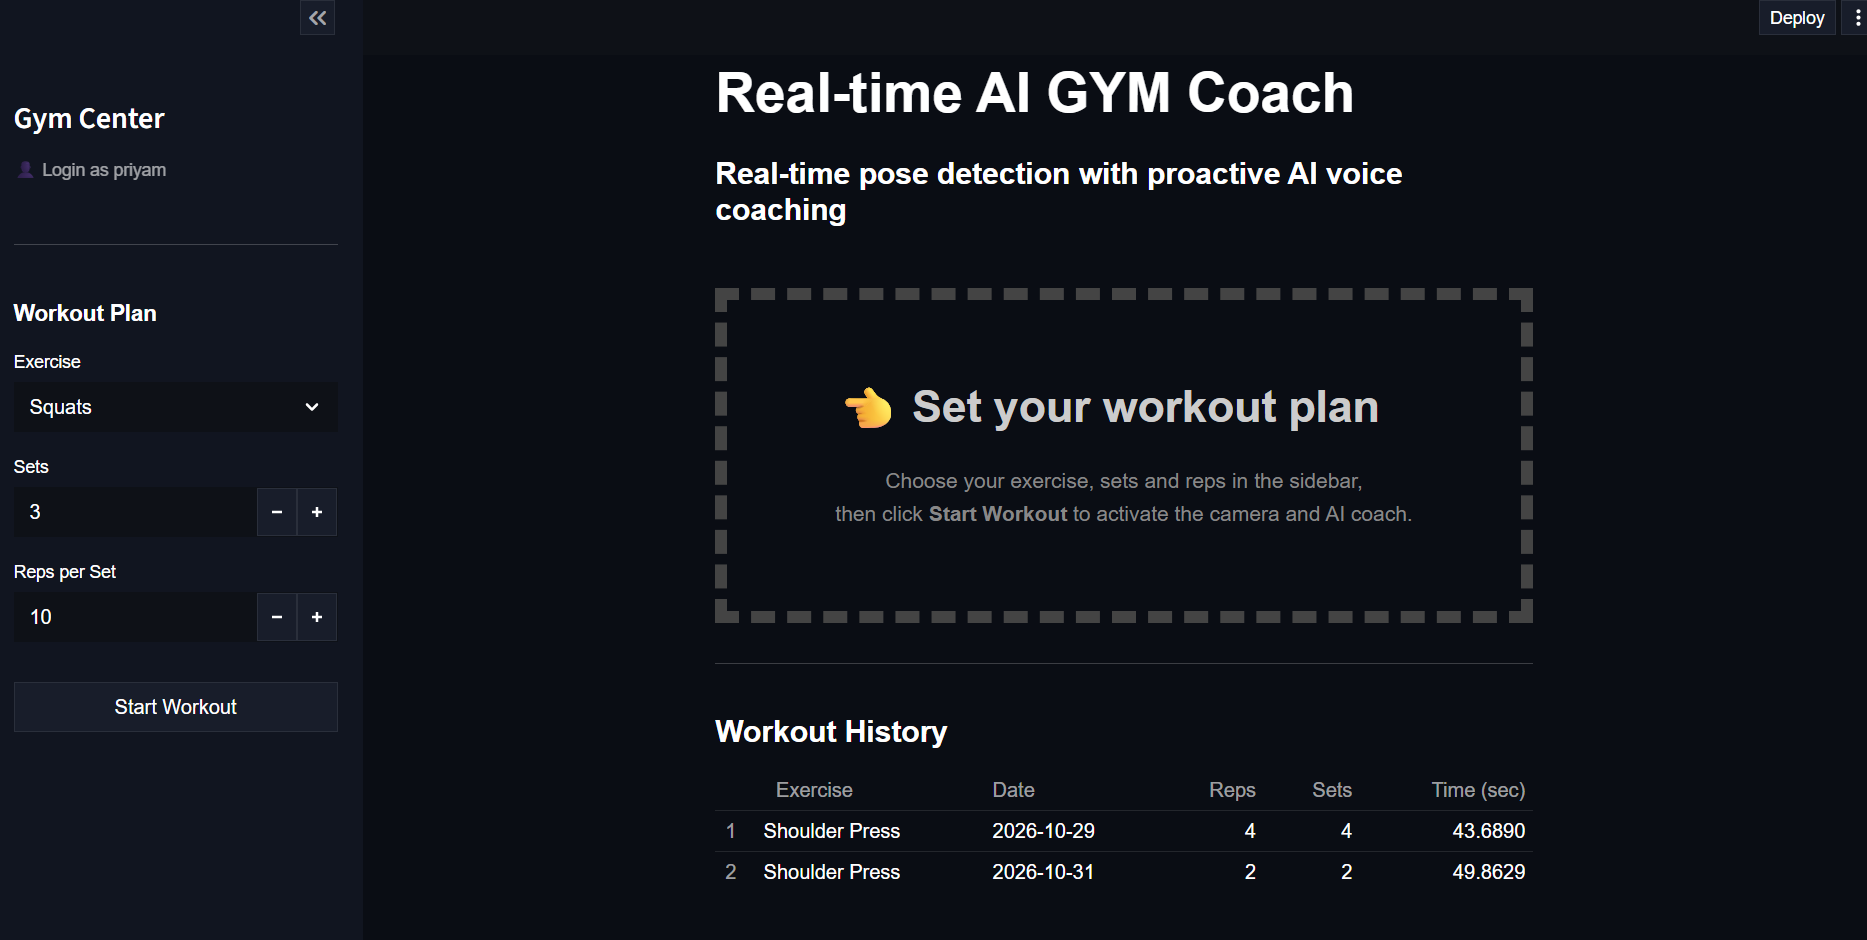 Deploy
Gym Center
Login as priyam
Workout Plan
Exercise
Squats
Sets
3
Reps per Set
10
Start Workout
Real-time AI GYM Coach
Real-time pose detection with proactive AI voice
coaching
Set your workout plan
Choose your exercise, sets and reps in the sidebar,
then click Start Workout to activate the camera and AI coach.
Workout History
Exercise Date Reps Sets Time (sec)
1 Shoulder Press 2026-10-29 4 4 43.6890
2 Shoulder Press 2026-10-31 2 2 49.8629